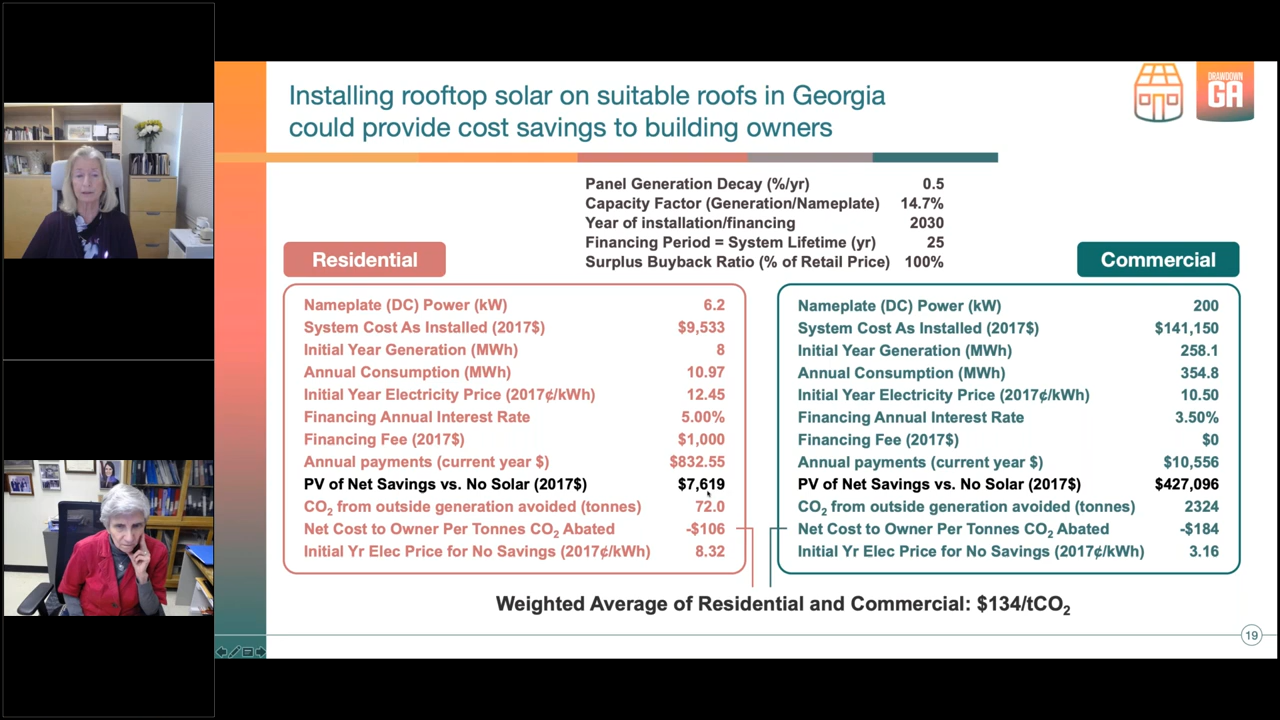 Installing rooftop solar on suitable roofs in Georgia
could provide cost savings to building owners
DRAWDOWN
GA
Panel Generation Decay (%/yr) 0.5
Capacity Factor (Generation/Nameplate) 14.7%
Year of installation/financing 2030
Financing Period = System Lifetime (yr) 25
Surplus Buyback Ratio (% of Retail Price) 100%
Residential
Nameplate (DC) Power (kW) 6.2
System Cost As Installed (2017$) $9,533
Initial Year Generation (MWh) 8
Annual Consumption (MWh) 10.97
Initial Year Electricity Price (2017¢/kWh) 12.45
Financing Annual Interest Rate 5.00%
Financing Fee (2017$) $1,000
Annual payments (current year $) $832.55
PV of Net Savings vs. No Solar (2017$) $7,619
CO₂ from outside generation avoided (tonnes) 72.0
Net Cost to Owner Per Tonnes CO₂ Abated -$106
Initial Yr Elec Price for No Savings (2017¢/kWh) 8.32
Commercial
Nameplate (DC) Power (kW) 200
System Cost As Installed (2017$) $141,150
Initial Year Generation (MWh) 258.1
Annual Consumption (MWh) 354.8
Initial Year Electricity Price (2017¢/kWh) 10.50
Financing Annual Interest Rate 3.50%
Financing Fee (2017$) $0
Annual payments (current year $) $10,556
PV of Net Savings vs. No Solar (2017$) $427,096
CO₂ from outside generation avoided (tonnes) 2324
Net Cost to Owner Per Tonnes CO₂ Abated -$184
Initial Yr Elec Price for No Savings (2017¢/kWh) 3.16
Weighted Average of Residential and Commercial: $134/tCO₂
19